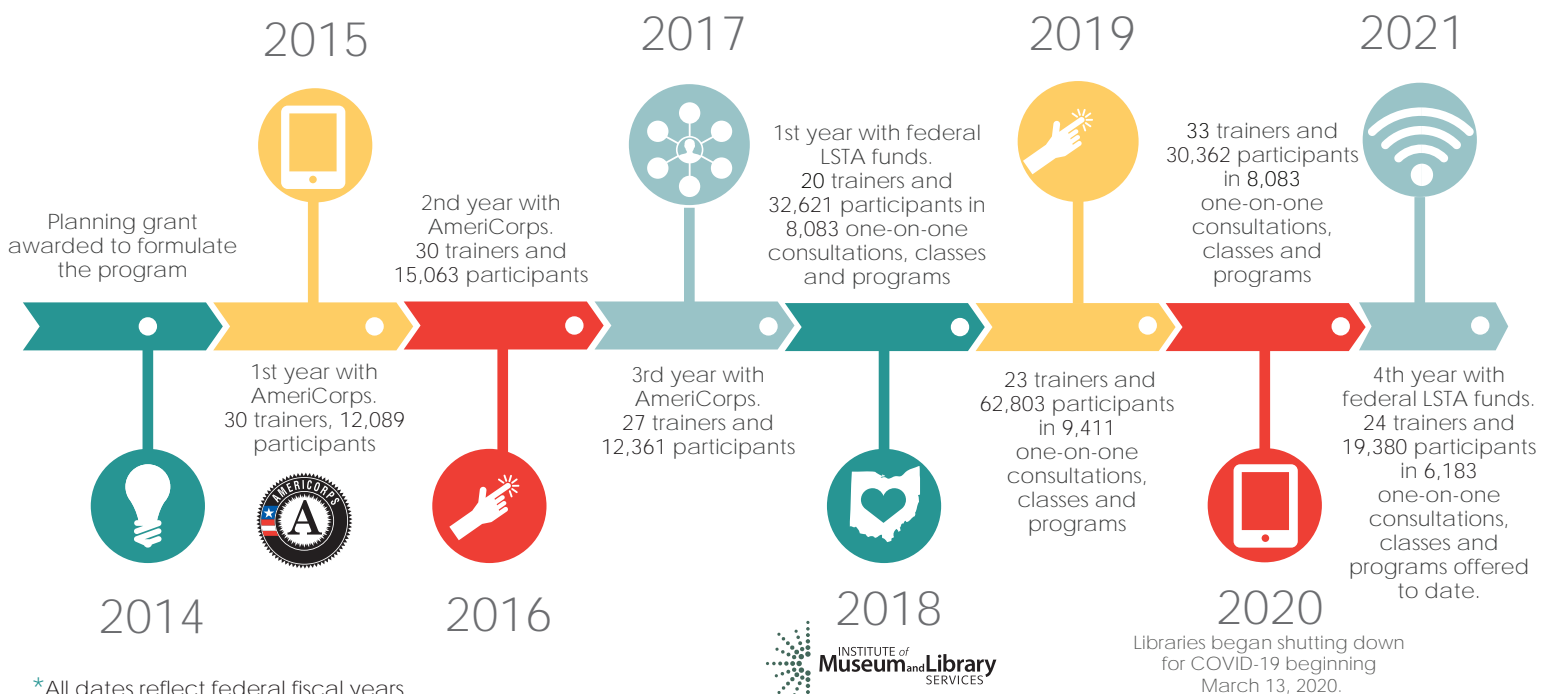 2014
Planning grant
awarded to formulate
the program
2015
1st year with
AmeriCorps.
30 trainers, 12,089
participants
AMERICORPS
A
2016
2nd year with
AmeriCorps.
30 trainers and
15,063 participants
2017
3rd year with
AmeriCorps.
27 trainers and
12,361 participants
2018
1st year with federal
LSTA funds.
20 trainers and
32,621 participants in
8,083 one-on-one
consultations, classes
and programs
INSTITUTE of
Museum and Library
SERVICES
2019
23 trainers and
62,803 participants
in 9,411
one-on-one
consultations,
classes and
programs
2020
33 trainers and
30,362 participants
in 8,083
one-on-one
consultations,
classes and
programs
Libraries began shutting down
for COVID-19 beginning
March 13, 2020.
2021
4th year with
federal LSTA funds.
24 trainers and
19,380 participants
in 6,183
one-on-one
consultations,
classes and
programs offered
to date.
*All dates reflect federal fiscal years